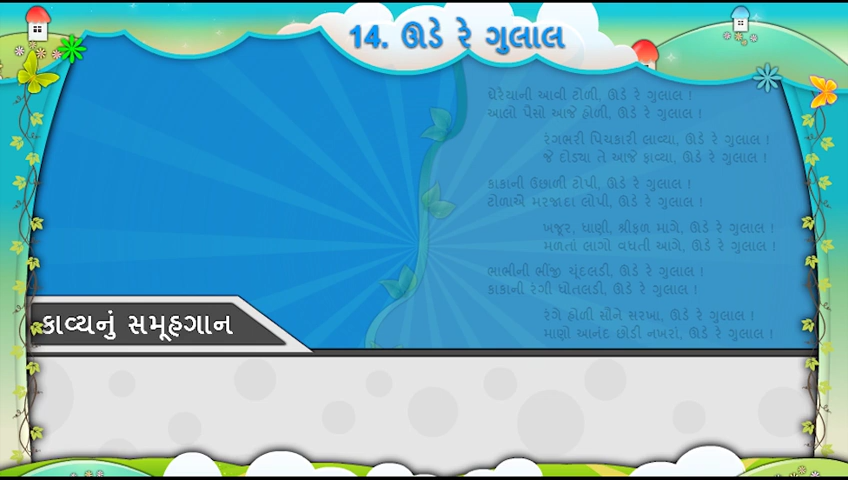 14. ઊડે રે ગુલાલ
ઘેરૈયાની આવી ટોળી, ઊડે રે ગુલાલ !
આલો પૈસો આજે હોળી, ઊડે રે ગુલાલ !
રંગભરી પિચકારી લાવ્યા, ઊડે રે ગુલાલ !
જે દોડ્યા તે આજે ફાવ્યા, ઊડે રે ગુલાલ !
કાકાની ઉછાળી ટોપી, ઊડે રે ગુલાલ !
ટોળાએ મરજાદા લોપી, ઊડે રે ગુલાલ !
ખજૂર, ધાણી, શ્રીફળ માગે, ઊડે રે ગુલાલ !
મળતાં લાગો વધતી આગે, ઊડે રે ગુલાલ !
ભાભીની ભીંજી ચૂંદલડી, ઊડે રે ગુલાલ !
કાકાની રંગી ધોતલડી, ઊડે રે ગુલાલ !
રંગે હોળી સૌને સરખા, ઊડે રે ગુલાલ !
માણો આનંદ છોડી નખરાં, ઊડે રે ગુલાલ !
કાવ્યનું સમૂહગાન